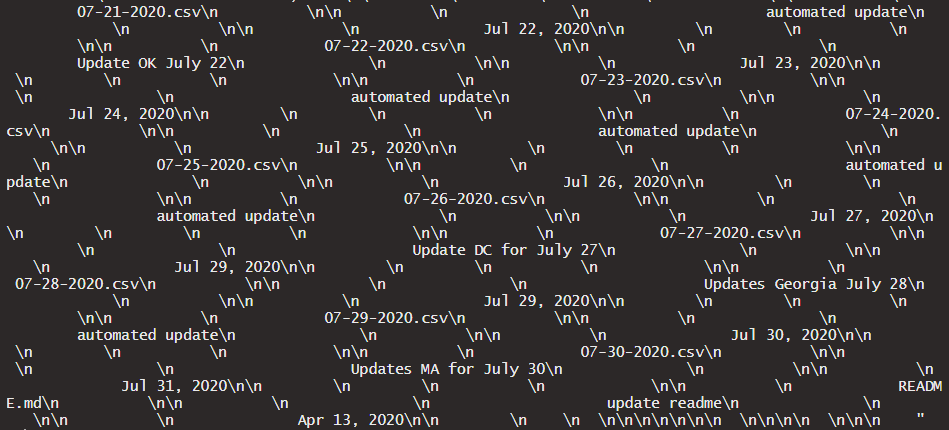 07-21-2020.csv\n \n\n \n \n automated update\n
\n \n\n \n Jul 22, 2020\n\n \n \n \n
\n\n \n 07-22-2020.csv\n \n\n \n \n
Update OK July 22\n \n \n\n \n Jul 23, 2020\n\n
\n \n \n \n\n \n 07-23-2020.csv\n \n\n
\n \n automated update\n \n \n\n \n
Jul 24, 2020\n\n \n \n \n \n\n \n 07-24-2020.
csv\n \n\n \n \n automated update\n \n
\n\n \n Jul 25, 2020\n\n \n \n \n \n\n
\n 07-25-2020.csv\n \n\n \n \n automated u
pdate\n \n \n\n \n Jul 26, 2020\n\n \n \n
\n \n\n \n 07-26-2020.csv\n \n\n \n \n
automated update\n \n \n\n \n Jul 27, 2020\n
\n \n \n \n \n\n \n 07-27-2020.csv\n \n\n
\n \n Update DC for July 27\n \n \n\n
\n Jul 29, 2020\n\n \n \n \n \n\n \n
07-28-2020.csv\n \n\n \n \n Updates Georgia July 28\n
\n \n\n \n Jul 29, 2020\n\n \n \n \n
\n\n \n 07-29-2020.csv\n \n\n \n \n
automated update\n \n \n\n \n Jul 30, 2020\n\n
\n \n \n \n\n \n 07-30-2020.csv\n \n\n
\n \n Updates MA for July 30\n \n \n\n \n
Jul 31, 2020\n\n \n \n \n \n\n \n READM
E.md\n \n\n \n \n update readme\n \n
\n\n \n Apr 13, 2020\n\n \n \n \n \n\n\n\n\n\n \n\n\n\n \n\n\n "